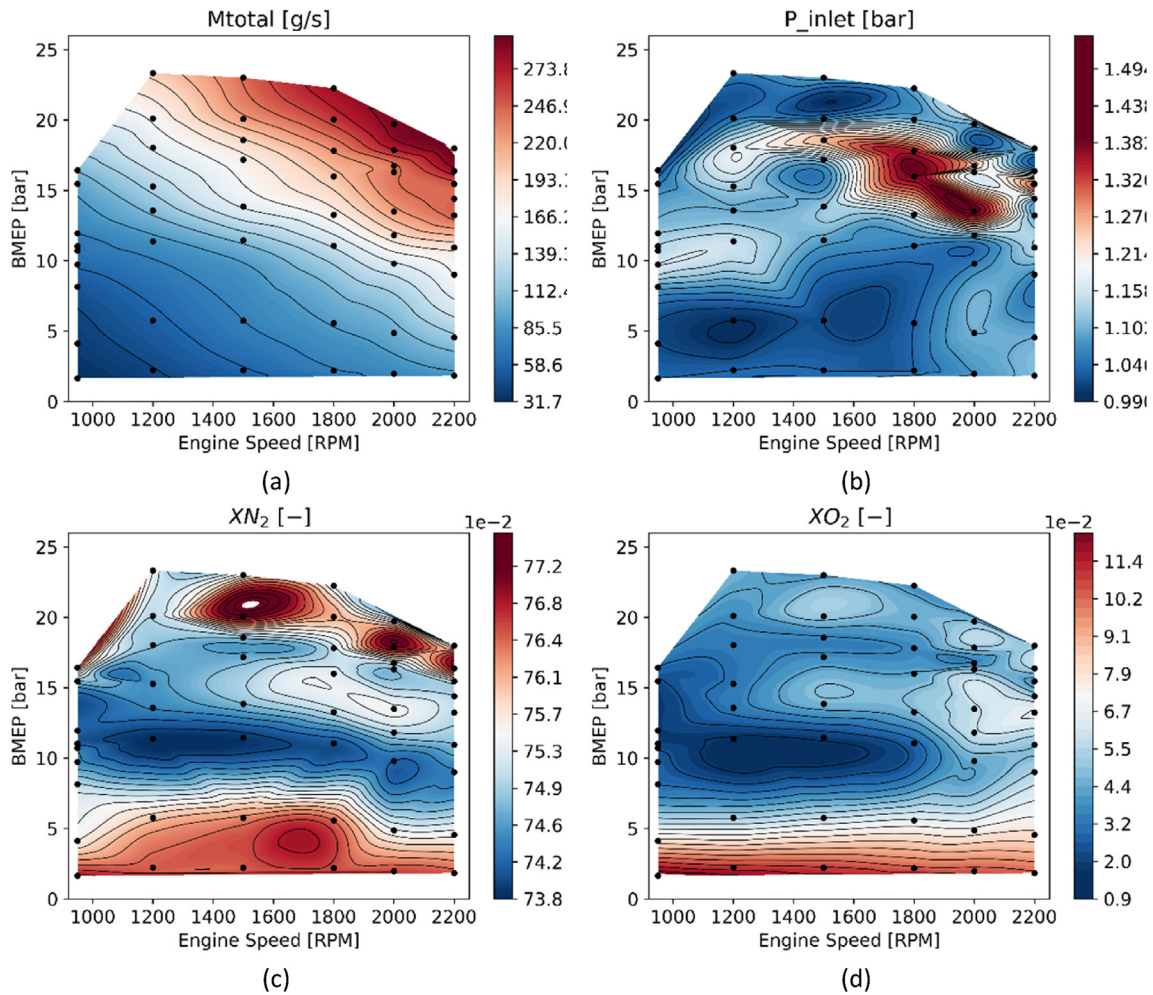 Mtotal [g/s]
25
20
15
10
5
0
BMEP [bar]
1000 1200 1400 1600 1800 2000 2200
Engine Speed [RPM]
273.8
246.9
220.0
193.1
166.2
139.3
112.4
85.5
58.6
31.7
(a)
P_inlet [bar]
25
20
15
10
5
0
BMEP [bar]
1000 1200 1400 1600 1800 2000 2200
Engine Speed [RPM]
1.494
1.438
1.382
1.326
1.270
1.214
1.158
1.102
1.046
0.990
(b)
XN₂ [−]
1e−2
25
20
15
10
5
0
BMEP [bar]
1000 1200 1400 1600 1800 2000 2200
Engine Speed [RPM]
77.2
76.8
76.4
76.1
75.7
75.3
74.9
74.6
74.2
73.8
(c)
XO₂ [−]
1e−2
25
20
15
10
5
0
BMEP [bar]
1000 1200 1400 1600 1800 2000 2200
Engine Speed [RPM]
11.4
10.2
9.1
7.9
6.7
5.5
4.4
3.2
2.0
0.9
(d)